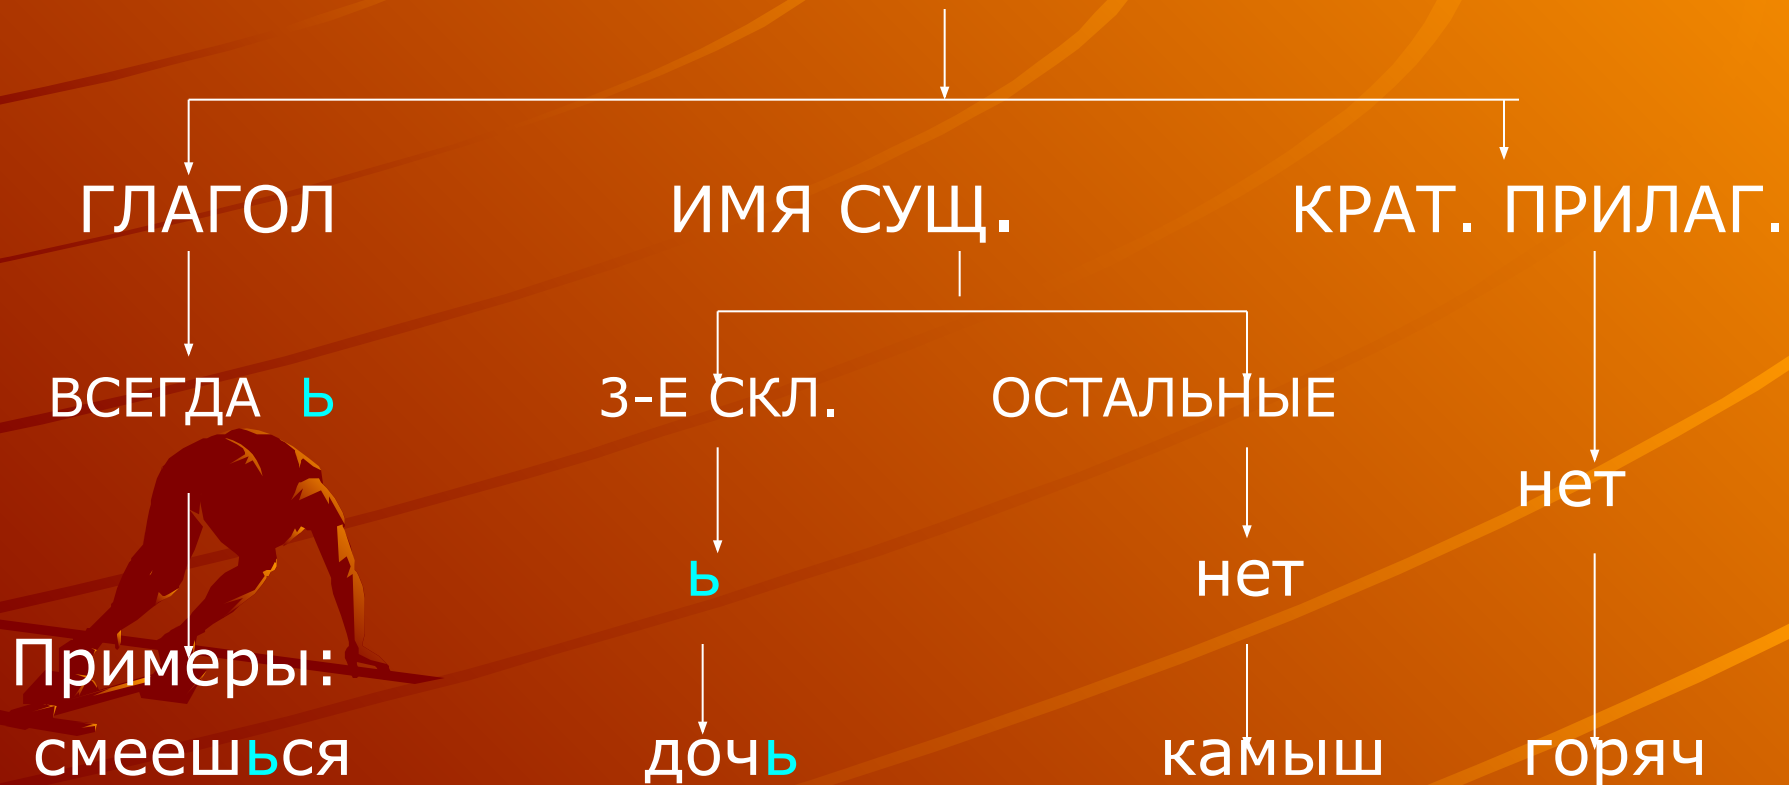 ГЛАГОЛ ИМЯ СУЩ. КРАТ. ПРИЛАГ.
ВСЕГДА Ь 3-Е СКЛ. ОСТАЛЬНЫЕ
нет
ь нет
Примеры:
смеешься дочь камыш горяч